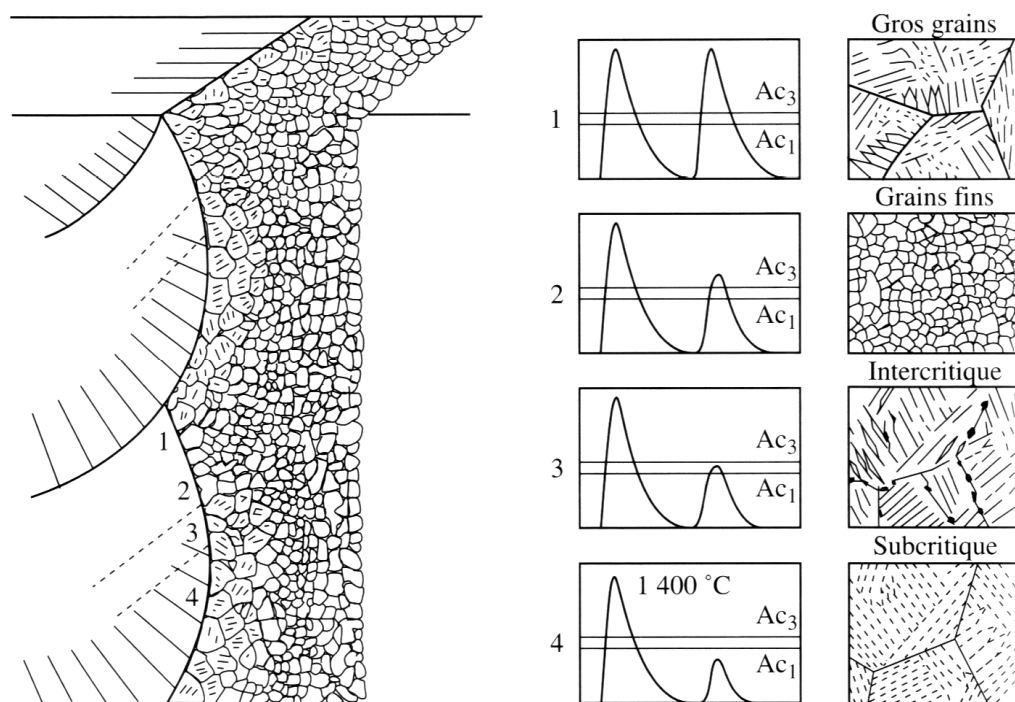 Gros grains
1
Ac3
Ac1
Grains fins
2
Ac3
Ac1
Intercritique
3
Ac3
Ac1
Subcritique
4
1 400 °C
Ac3
Ac1
1
2
3
4